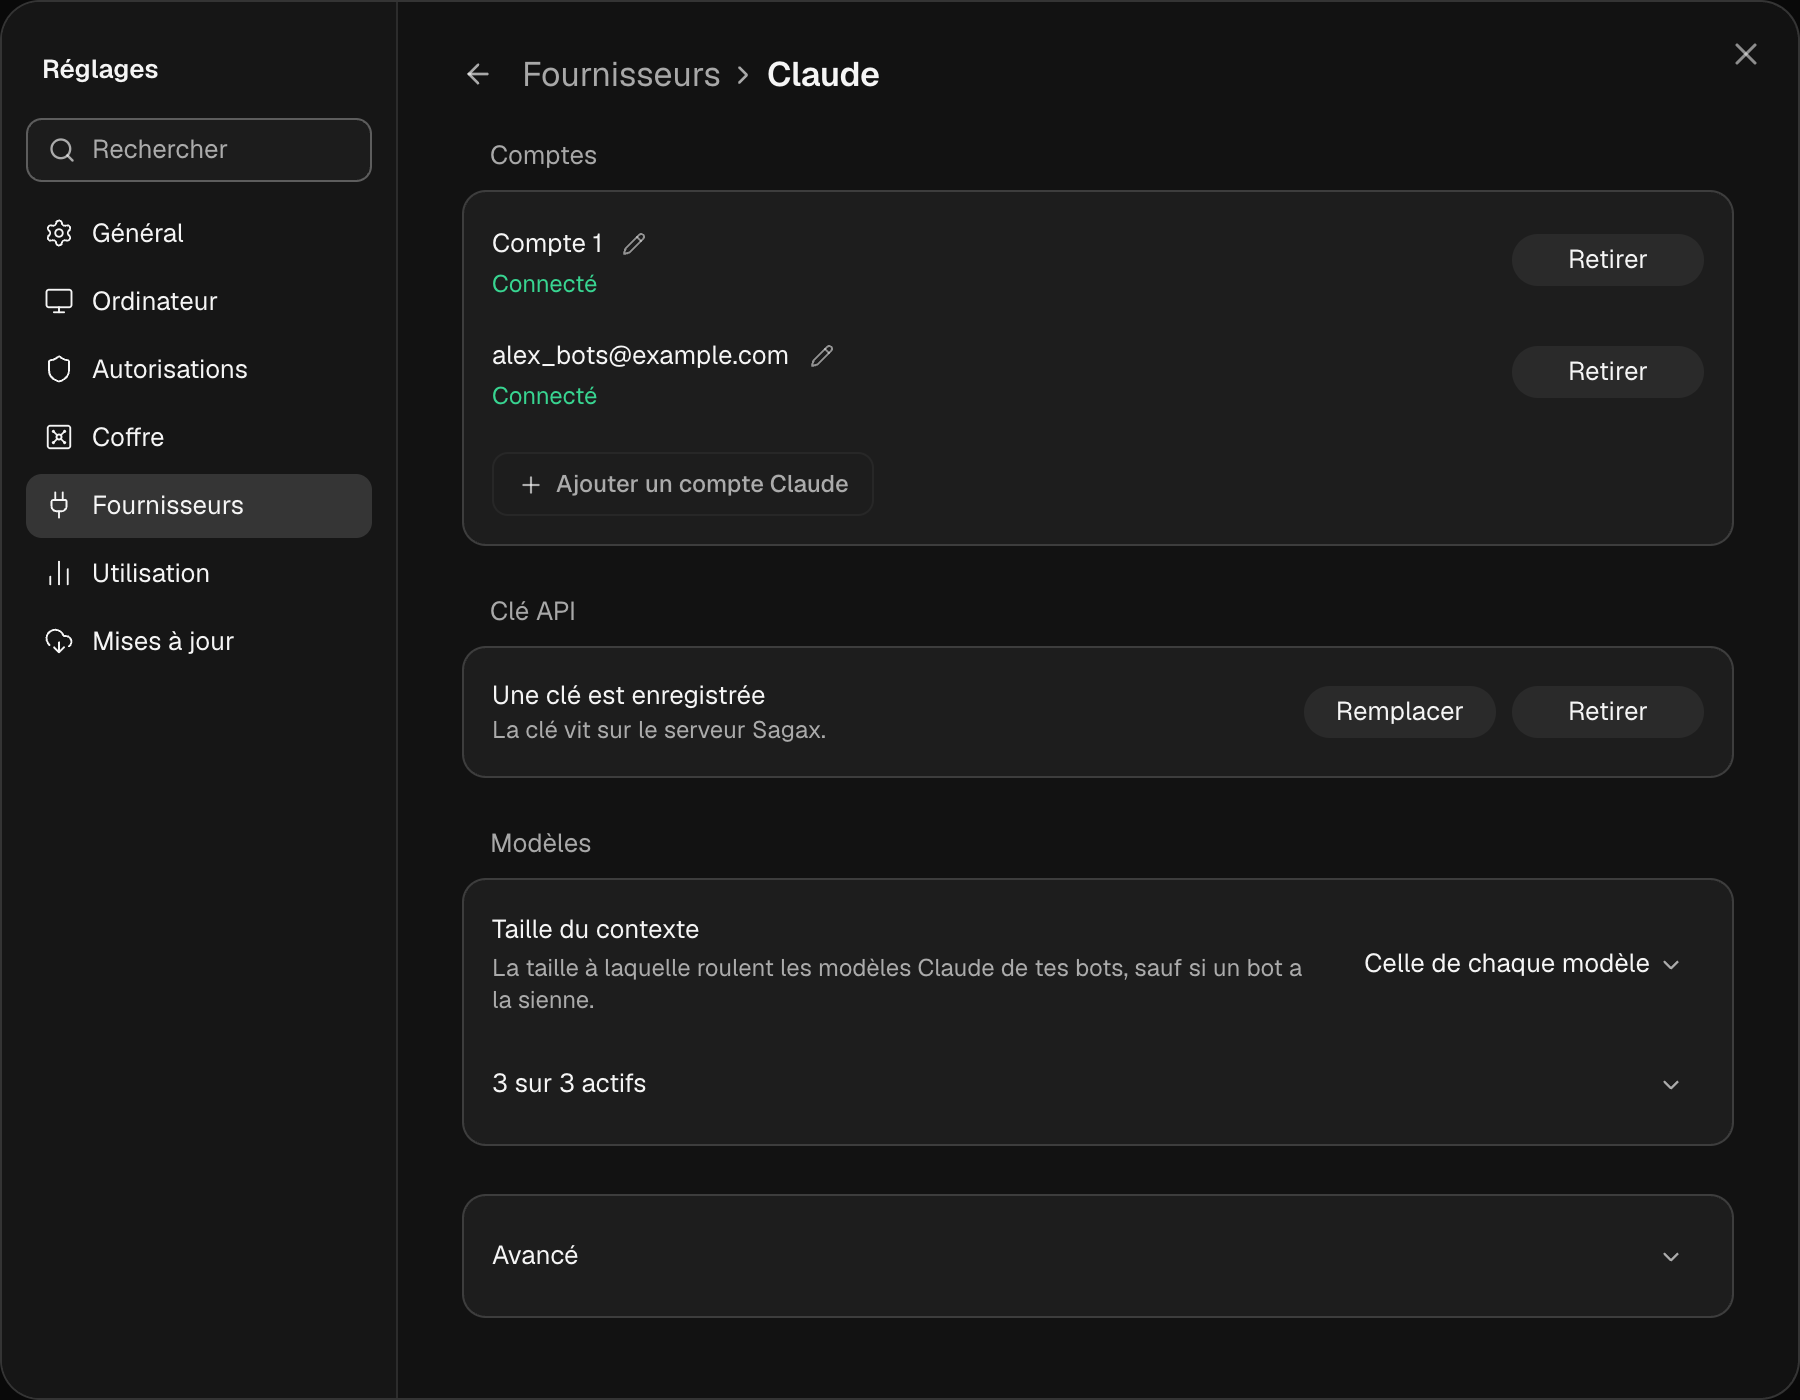 Réglages
Rechercher
Général
Ordinateur
Autorisations
Coffre
Fournisseurs
Utilisation
Mises à jour
Fournisseurs > Claude
Comptes
Compte 1
Connecté
Retirer
alex_bots@example.com
Connecté
Retirer
+ Ajouter un compte Claude
Clé API
Une clé est enregistrée
La clé vit sur le serveur Sagax.
Remplacer
Retirer
Modèles
Taille du contexte
La taille à laquelle roulent les modèles Claude de tes bots, sauf si un bot a
la sienne.
Celle de chaque modèle
3 sur 3 actifs
Avancé